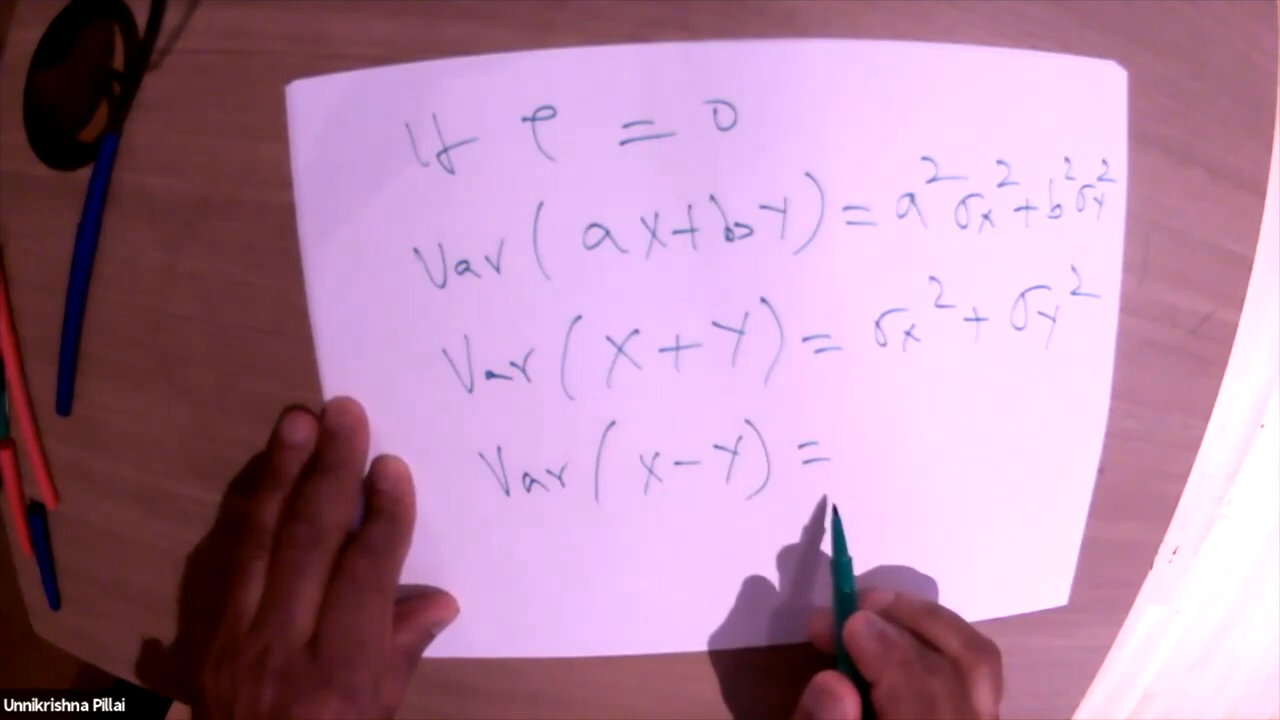 If ρ = 0
Var(aX+bY) = a²σx²+b²σy²
Var(X+Y) = σx²+σy²
Var(X-Y) =
Unnikrishna Pillai